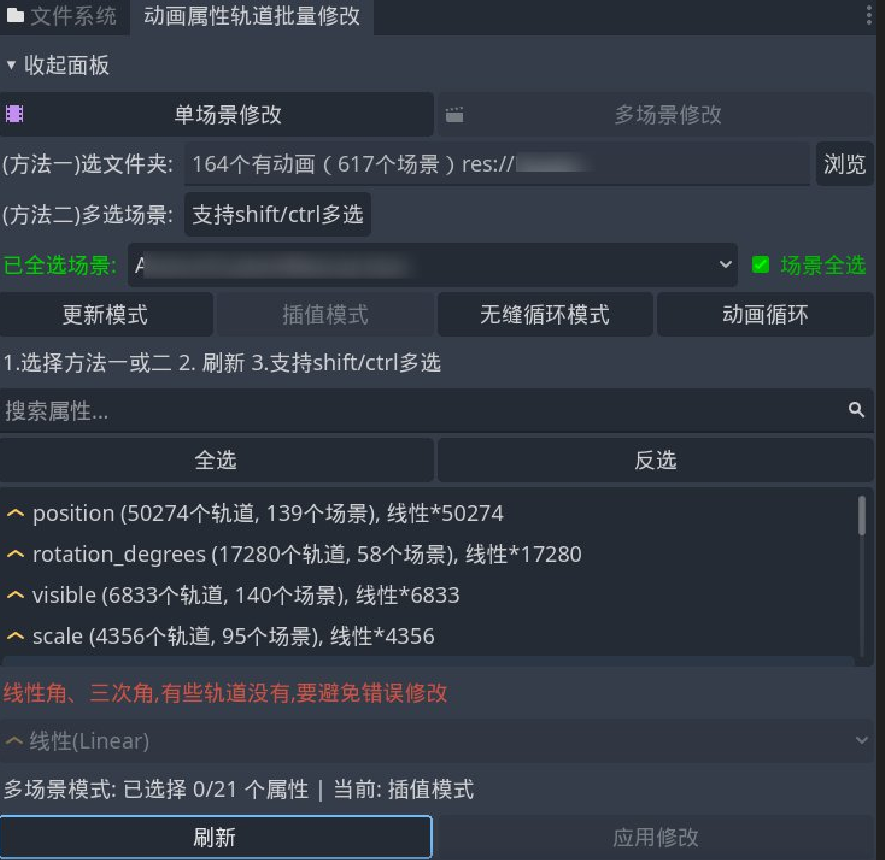 文件系统 动画属性轨道批量修改
收起面板
单场景修改 多场景修改
(方法一)选文件夹: 164个有动画（617个场景）res:// 浏览
(方法二)多选场景: 支持shift/ctrl多选
已全选场景: 场景全选
更新模式 插值模式 无缝循环模式 动画循环
1.选择方法一或二 2. 刷新 3.支持shift/ctrl多选
搜索属性...
全选 反选
position (50274个轨道, 139个场景), 线性*50274
rotation_degrees (17280个轨道, 58个场景), 线性*17280
visible (6833个轨道, 140个场景), 线性*6833
scale (4356个轨道, 95个场景), 线性*4356
线性角、三次角,有些轨道没有,要避免错误修改
线性(Linear)
多场景模式: 已选择 0/21 个属性 | 当前: 插值模式
刷新 应用修改